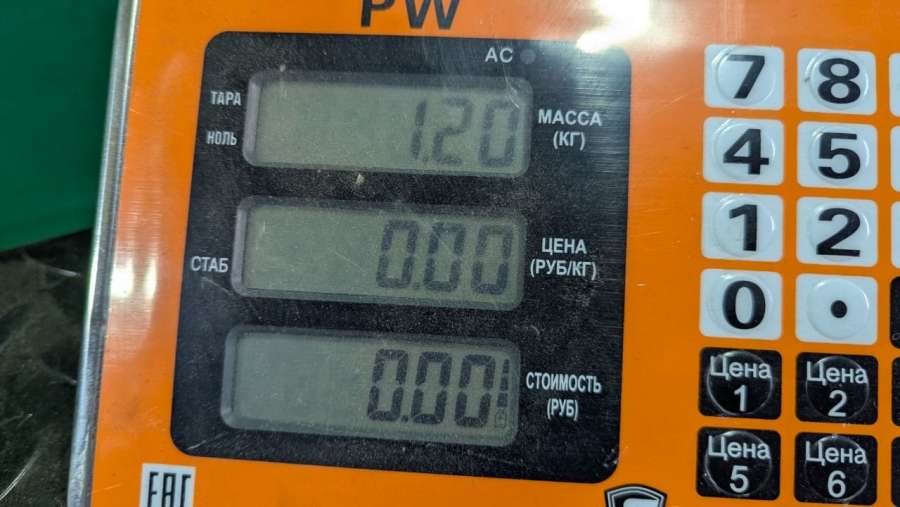 PW
AC
ТАРА
НОЛЬ
1.20
МАССА
(КГ)
СТАБ
0.00
ЦЕНА
(РУБ/КГ)
0.00
СТОИМОСТЬ
(РУБ)
7 8
4 5
1 2
0 .
Цена 1
Цена 2
Цена 5
Цена 6
EAC